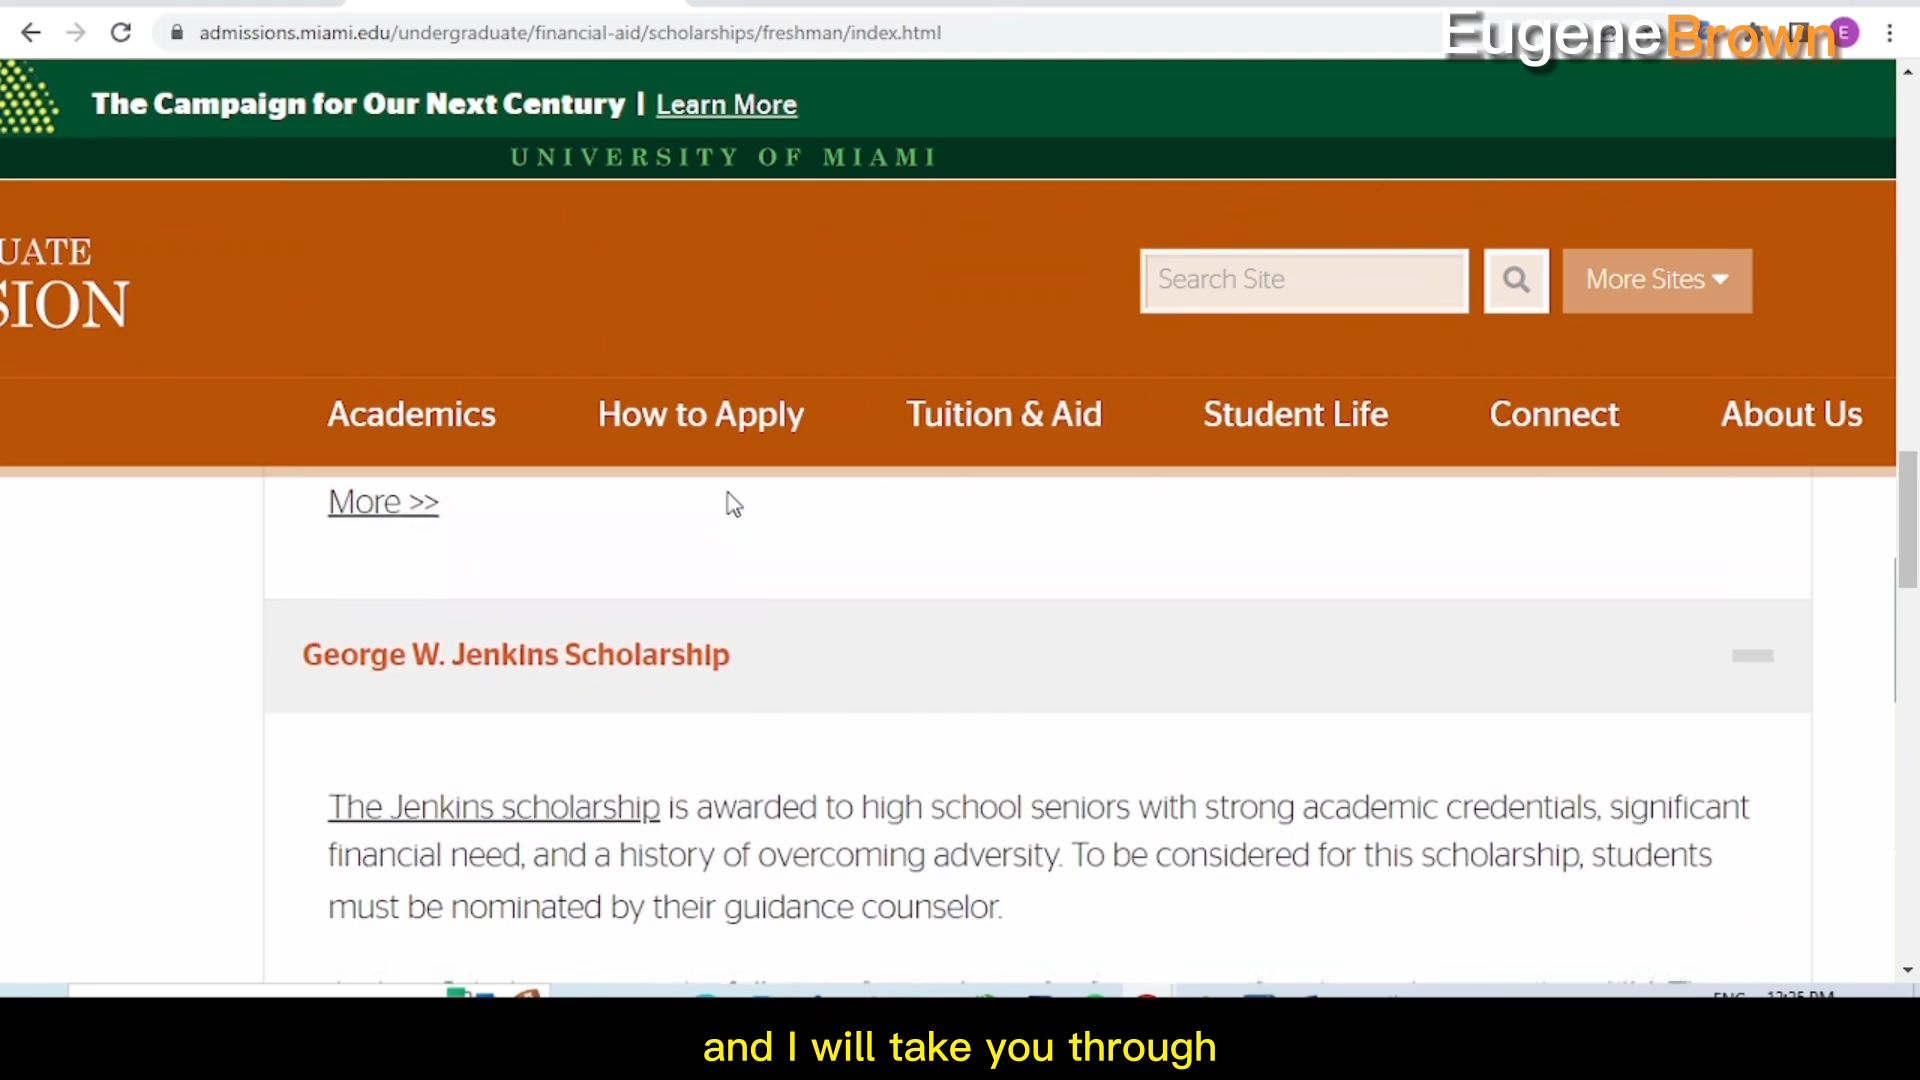 admissions.miami.edu/undergraduate/financial-aid/scholarships/freshman/index.html
EugeneBrown
E
The Campaign for Our Next Century | Learn More
UNIVERSITY OF MIAMI
UATE
SION
Search Site
More Sites
Academics How to Apply Tuition & Aid Student Life Connect About Us
More >>
George W. Jenkins Scholarship
The Jenkins scholarship is awarded to high school seniors with strong academic credentials, significant
financial need, and a history of overcoming adversity. To be considered for this scholarship, students
must be nominated by their guidance counselor.
and I will take you through